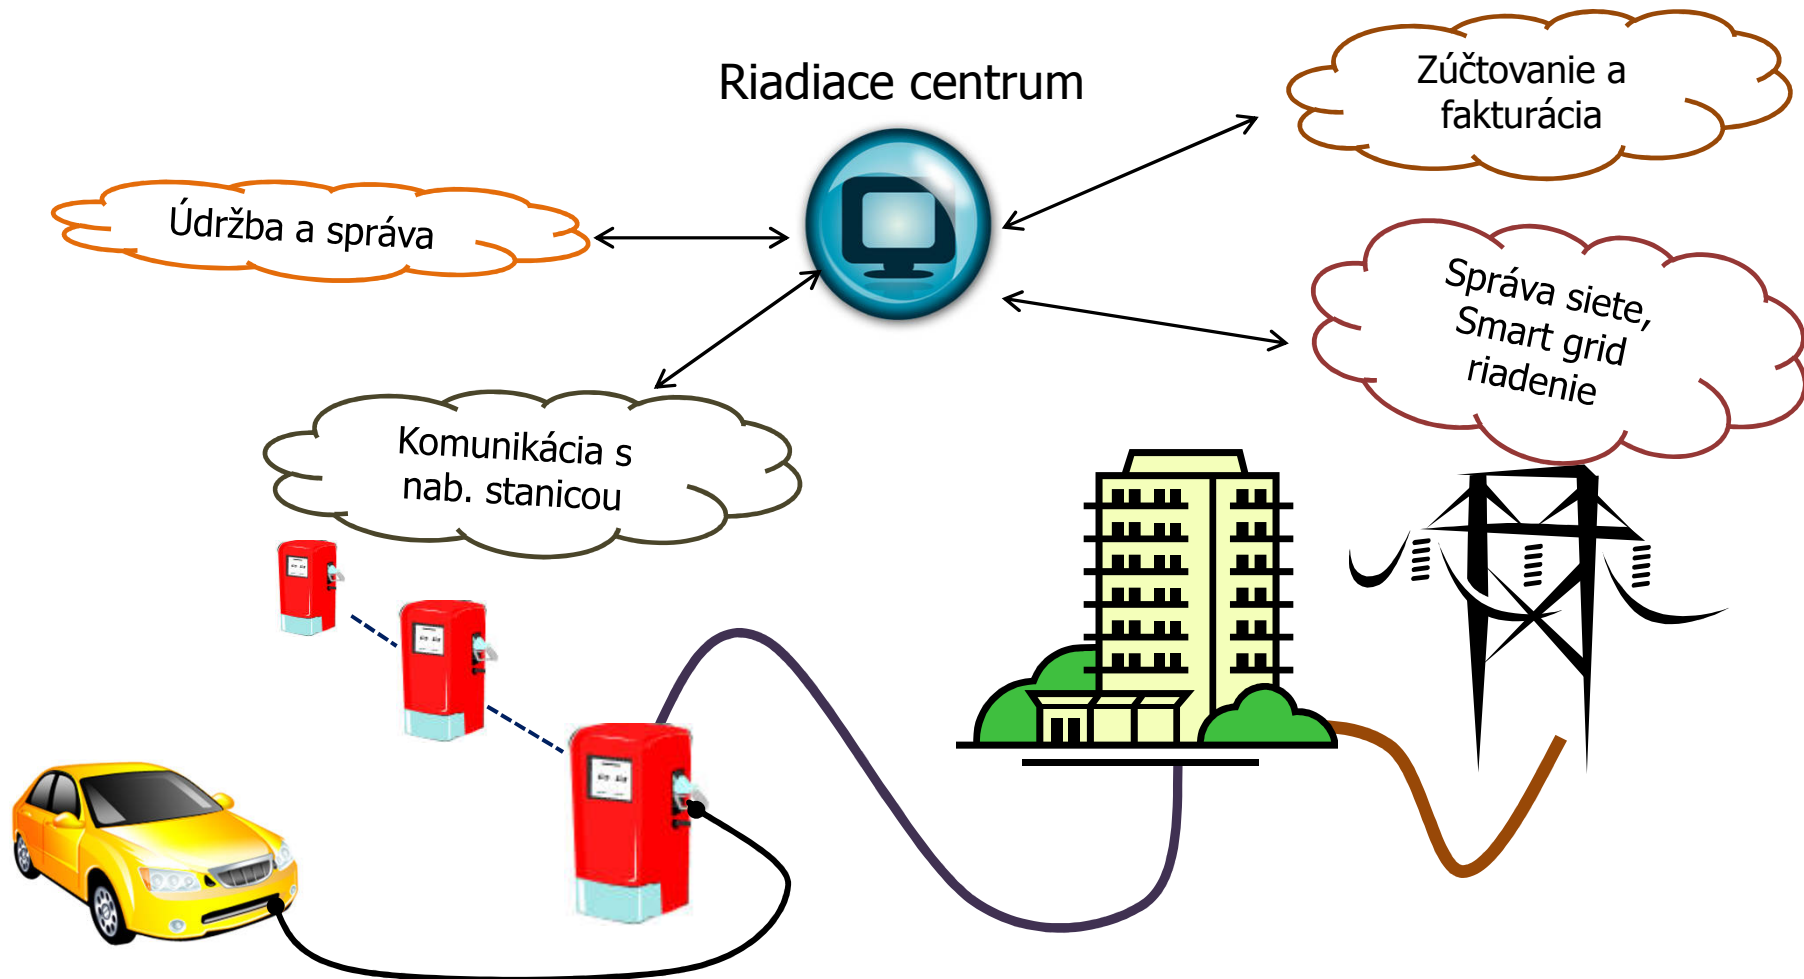 Riadiace centrum
Zúčtovanie a
fakturácia
Údržba a správa
Správa siete,
Smart grid
riadenie
Komunikácia s
nab. stanicou